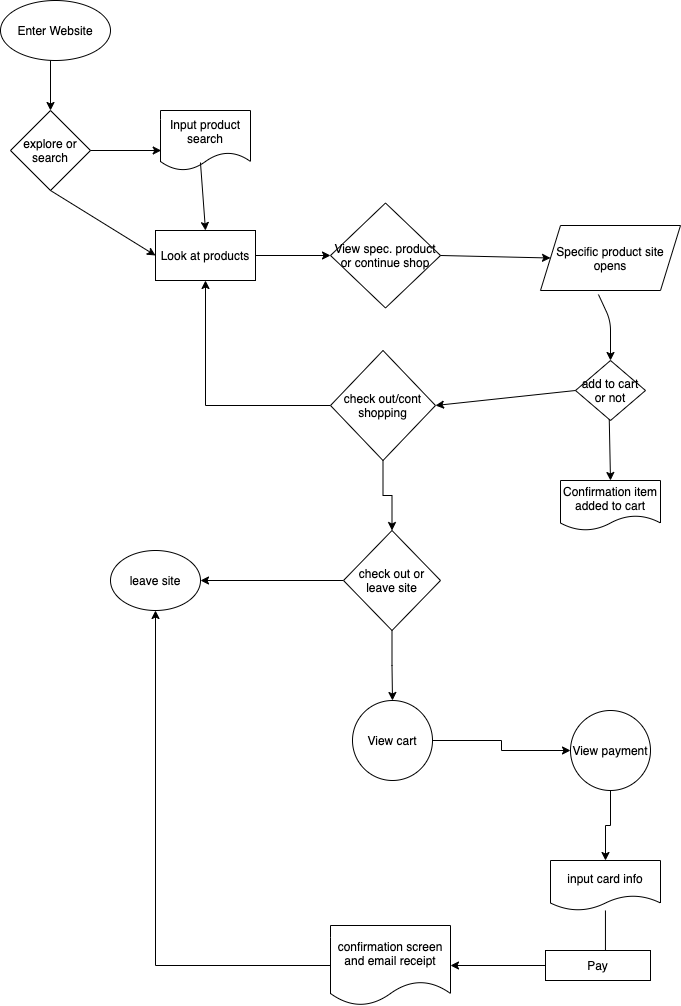 Enter Website
explore or
search
Input product
search
Look at products
View spec. product
or continue shop
Specific product site
opens
add to cart
or not
check out/cont
shopping
Confirmation item
added to cart
check out or
leave site
leave site
View cart
View payment
input card info
confirmation screen
and email receipt
Pay